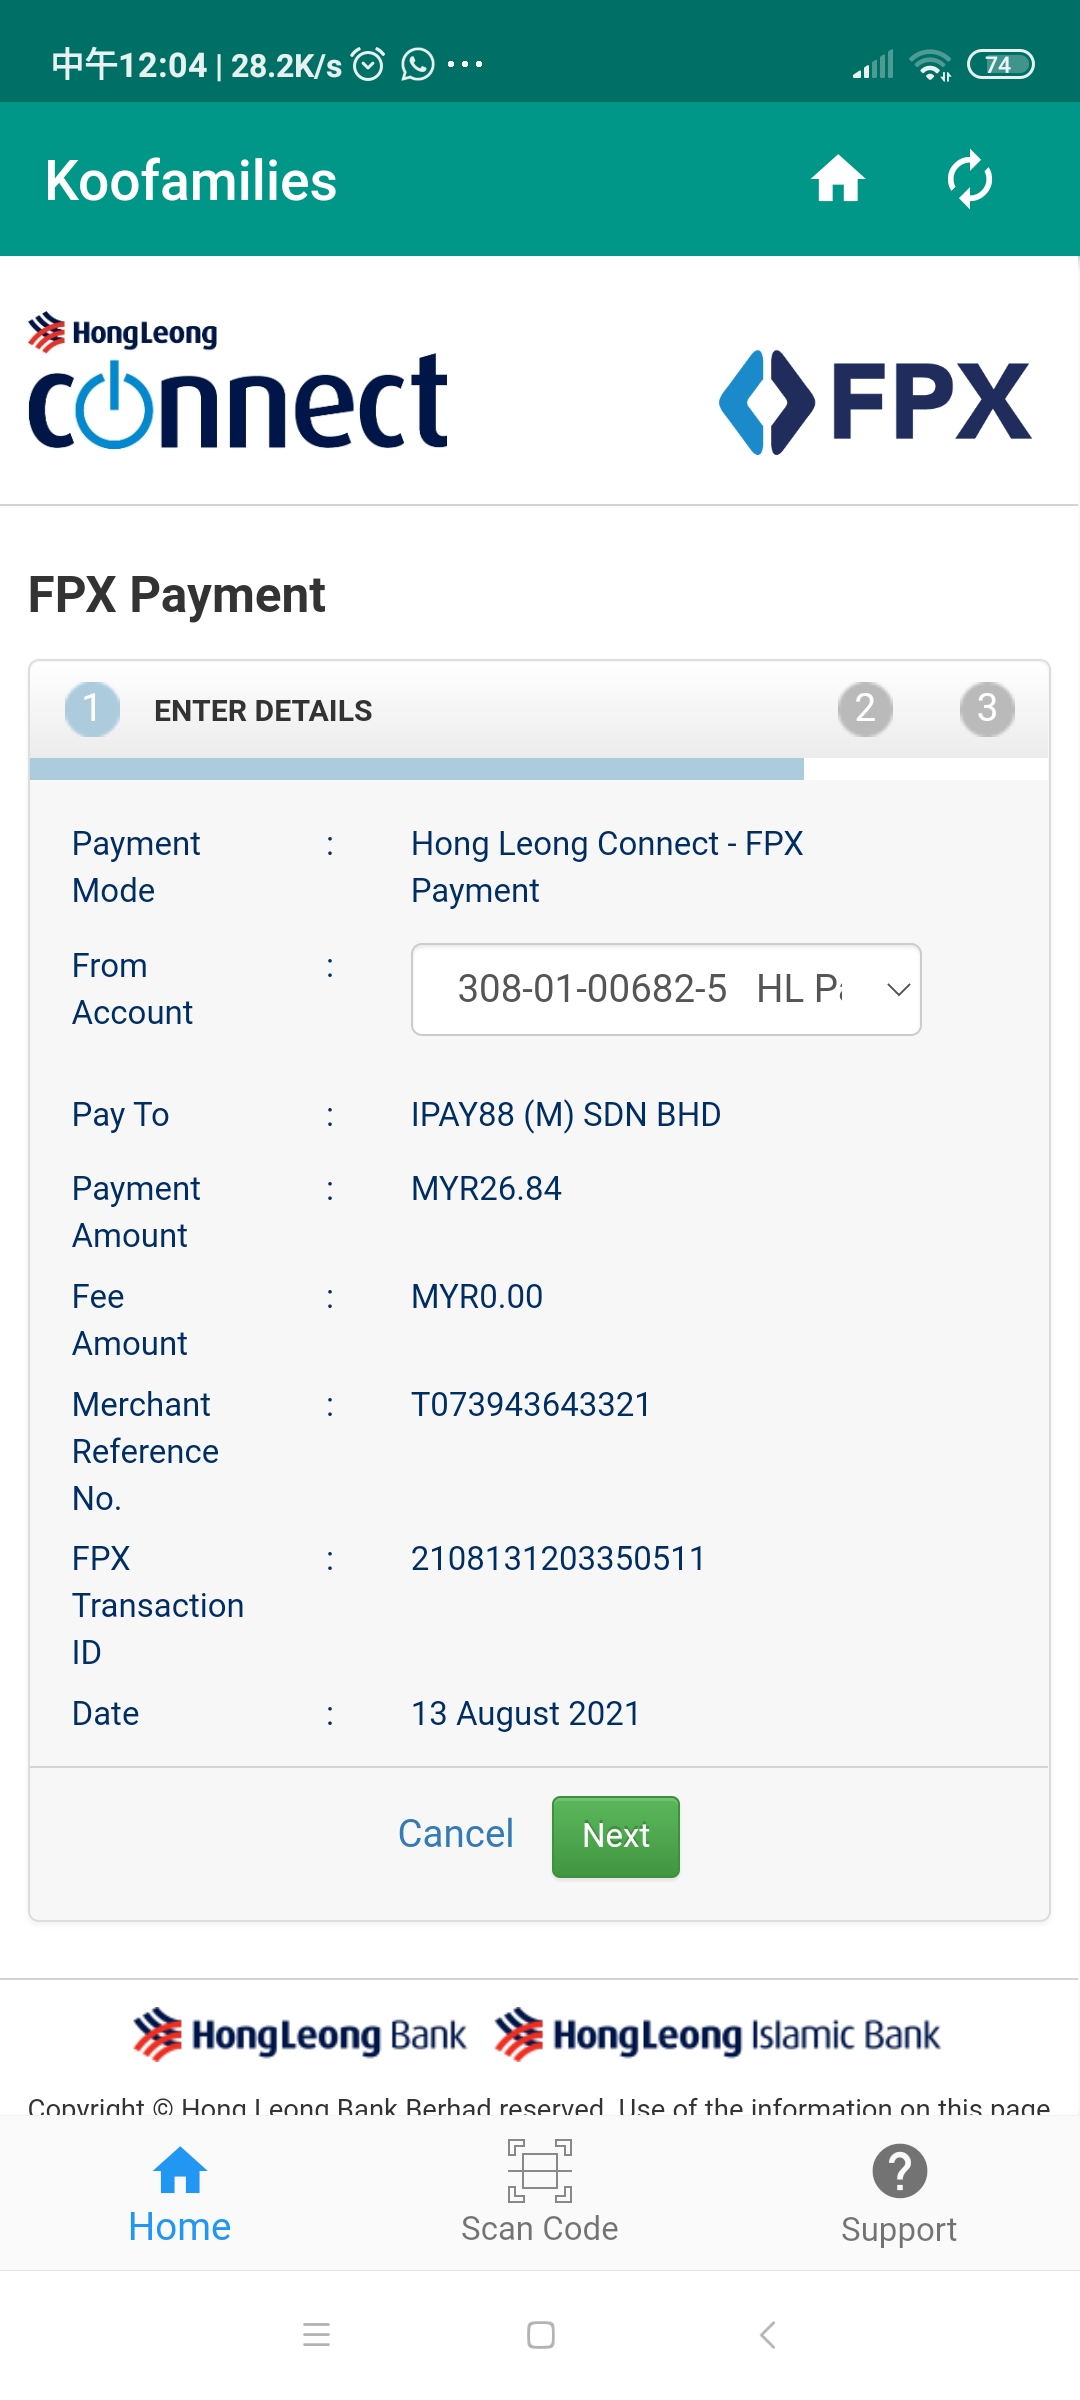 中午12:04 | 28.2K/s
74
Koofamilies
HongLeong
connect
FPX
FPX Payment
1 ENTER DETAILS 2 3
Payment Mode : Hong Leong Connect - FPX Payment
From Account : 308-01-00682-5 HL Pa
Pay To : IPAY88 (M) SDN BHD
Payment Amount : MYR26.84
Fee Amount : MYR0.00
Merchant Reference No. : T073943643321
FPX Transaction ID : 2108131203350511
Date : 13 August 2021
Cancel Next
HongLeong Bank HongLeong Islamic Bank
Copyright © Hong Leong Bank Berhad reserved. Use of the information on this page
Home Scan Code Support